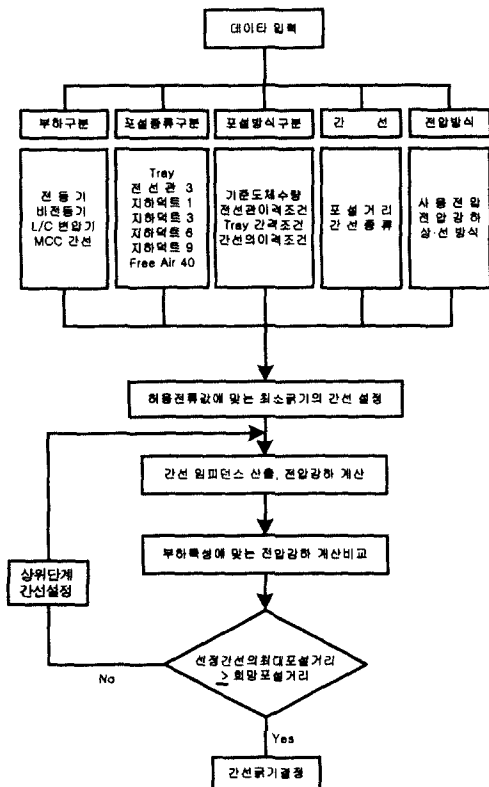 데이타 입력
부하구분
포설종류구분
포설방식구분
간 선
전압방식
전 동 기
비전동기
L/C 변압기
MCC 간선
Tray
전 선 관 3
지하덕트 1
지하덕트 3
지하덕트 6
지하덕트 9
Free Air 40
기준도체수량
전선관이격조건
Tray 간격조건
간선의이격조건
포 설 거 리
간 선 종 류
사 용 전 압
전 압 강 하
상·선 방식
허용전류값에 맞는 최소굵기의 간선 설정
간선 임피던스 산출, 전압강하 계산
부하특성에 맞는 전압강하 계산비교
상위단계
간선설정
선정간선의최대포설거리
≥ 희망포설거리
No
Yes
간선굵기결정